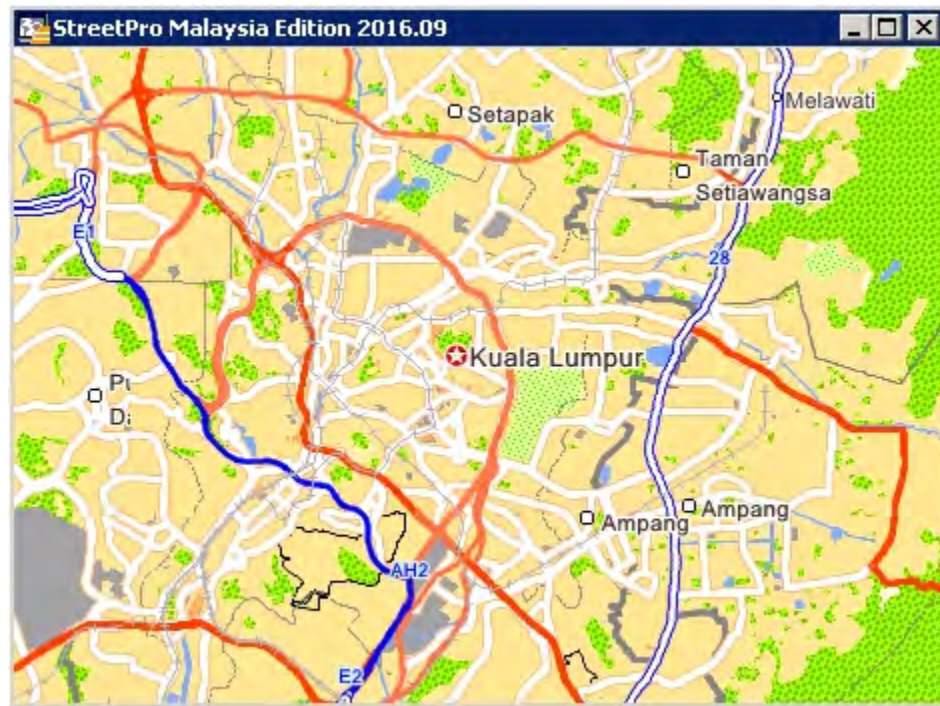 StreetPro Malaysia Edition 2016.09
Setapak
Melawati
Taman
Setiawangsa
E1
28
Kuala Lumpur
Ampang
Ampang
AH2
E2